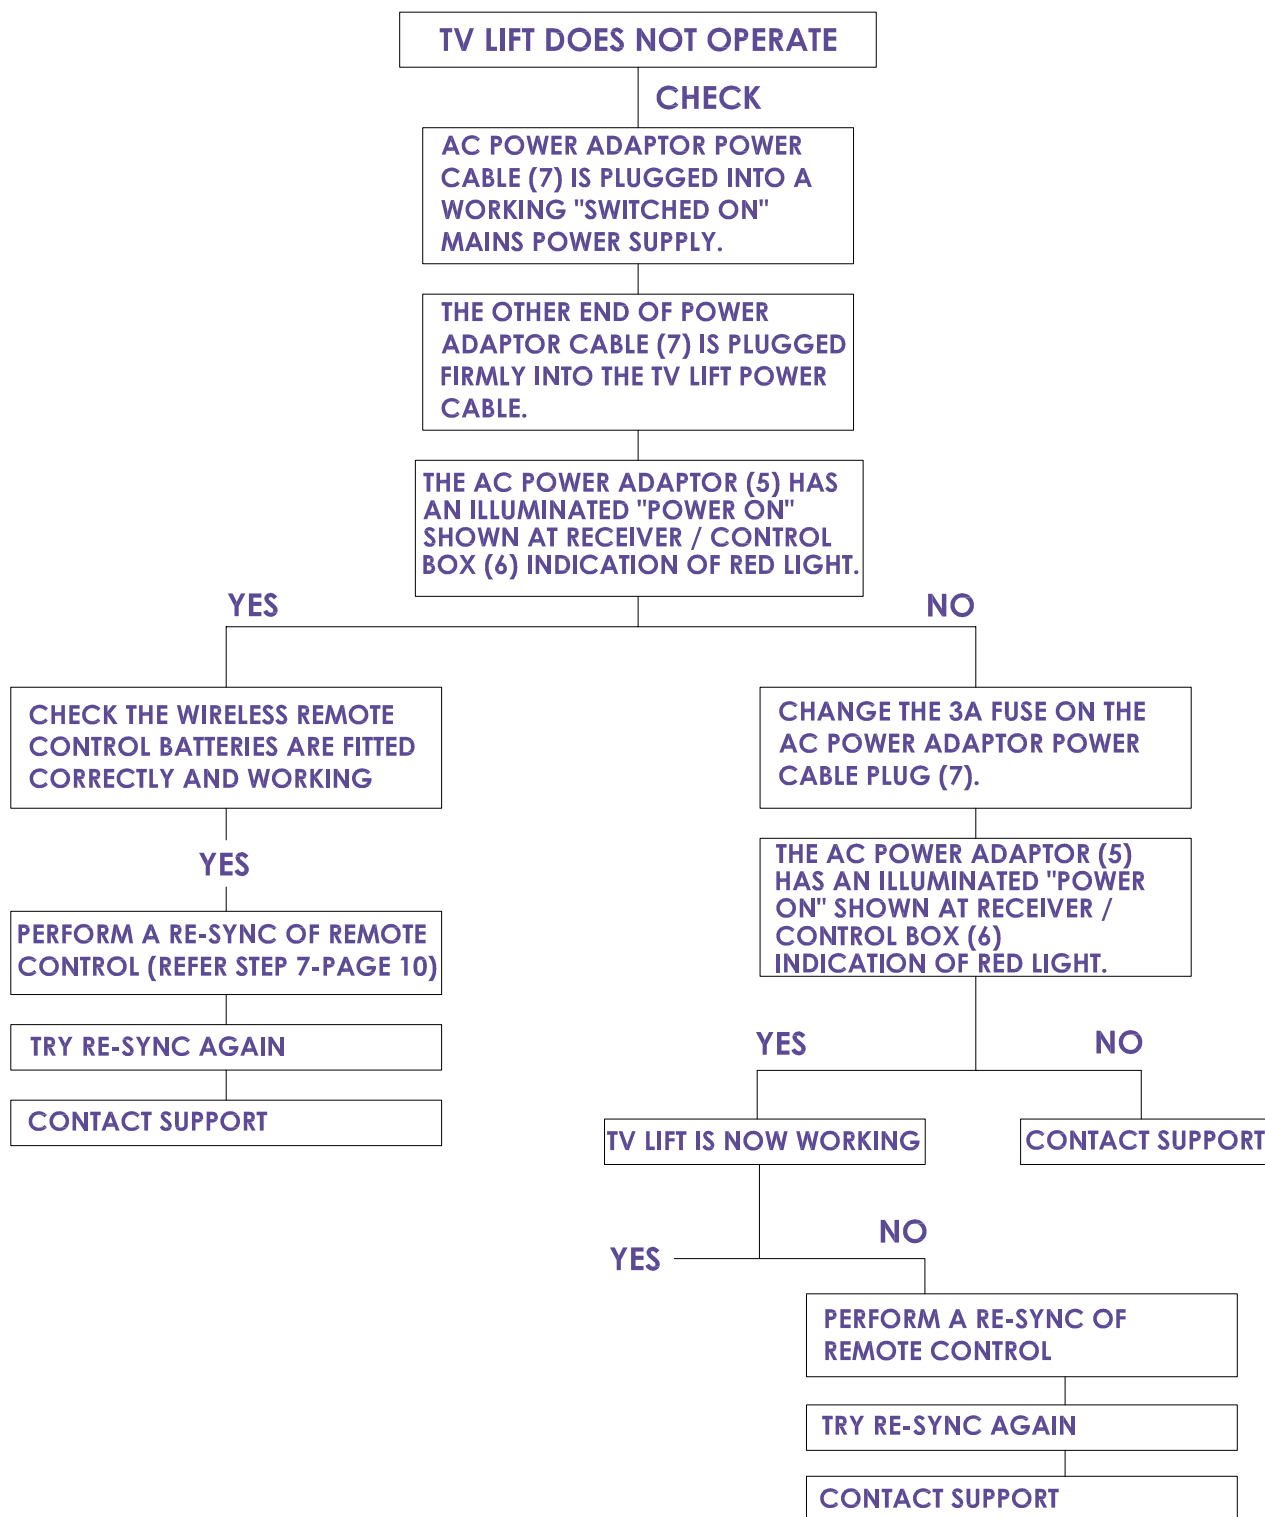 TV LIFT DOES NOT OPERATE
CHECK
AC POWER ADAPTOR POWER
CABLE (7) IS PLUGGED INTO A
WORKING "SWITCHED ON"
MAINS POWER SUPPLY.
THE OTHER END OF POWER
ADAPTOR CABLE (7) IS PLUGGED
FIRMLY INTO THE TV LIFT POWER
CABLE.
THE AC POWER ADAPTOR (5) HAS
AN ILLUMINATED "POWER ON"
SHOWN AT RECEIVER / CONTROL
BOX (6) INDICATION OF RED LIGHT.
YES
NO
CHECK THE WIRELESS REMOTE
CONTROL BATTERIES ARE FITTED
CORRECTLY AND WORKING
YES
PERFORM A RE-SYNC OF REMOTE
CONTROL (REFER STEP 7-PAGE 10)
TRY RE-SYNC AGAIN
CONTACT SUPPORT
CHANGE THE 3A FUSE ON THE
AC POWER ADAPTOR POWER
CABLE PLUG (7).
THE AC POWER ADAPTOR (5)
HAS AN ILLUMINATED "POWER
ON" SHOWN AT RECEIVER /
CONTROL BOX (6)
INDICATION OF RED LIGHT.
YES
NO
TV LIFT IS NOW WORKING
CONTACT SUPPORT
YES
NO
PERFORM A RE-SYNC OF
REMOTE CONTROL
TRY RE-SYNC AGAIN
CONTACT SUPPORT